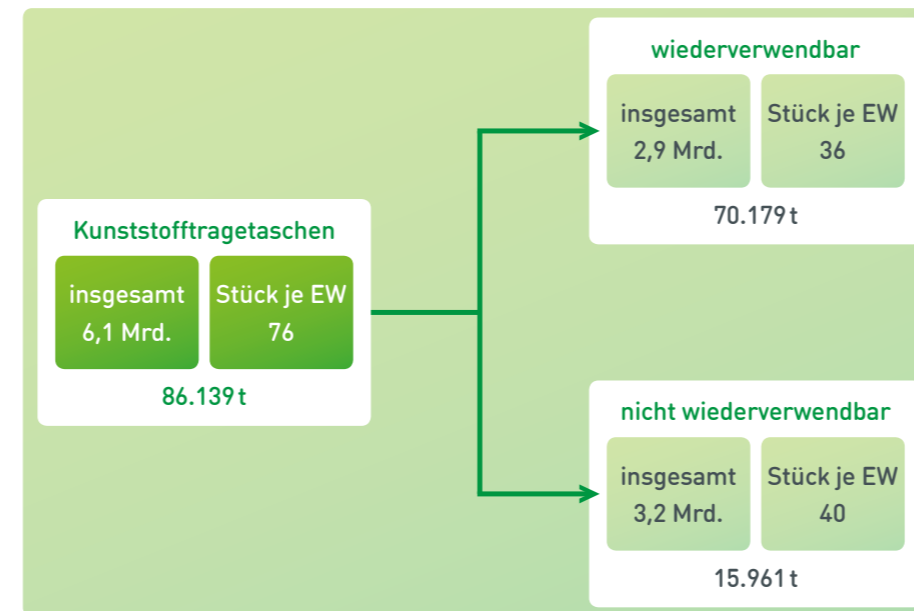 Kunststofftragetaschen
insgesamt
6,1 Mrd.
Stück je EW
76
86.139 t
wiederverwendbar
insgesamt
2,9 Mrd.
Stück je EW
36
70.179 t
nicht wiederverwendbar
insgesamt
3,2 Mrd.
Stück je EW
40
15.961 t